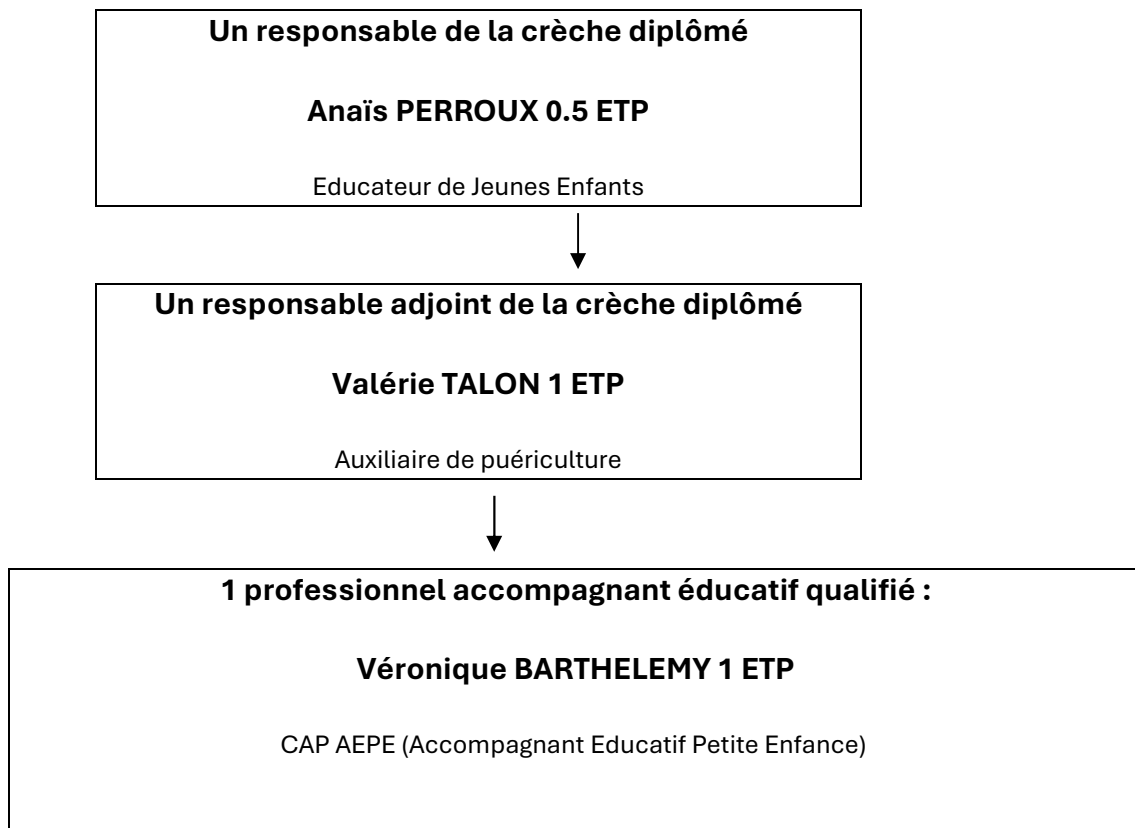 Un responsable de la crèche diplômé
Anaïs PERROUX 0.5 ETP
Educateur de Jeunes Enfants
Un responsable adjoint de la crèche diplômé
Valérie TALON 1 ETP
Auxiliaire de puériculture
1 professionnel accompagnant éducatif qualifié :
Véronique BARTHELEMY 1 ETP
CAP AEPE (Accompagnant Educatif Petite Enfance)